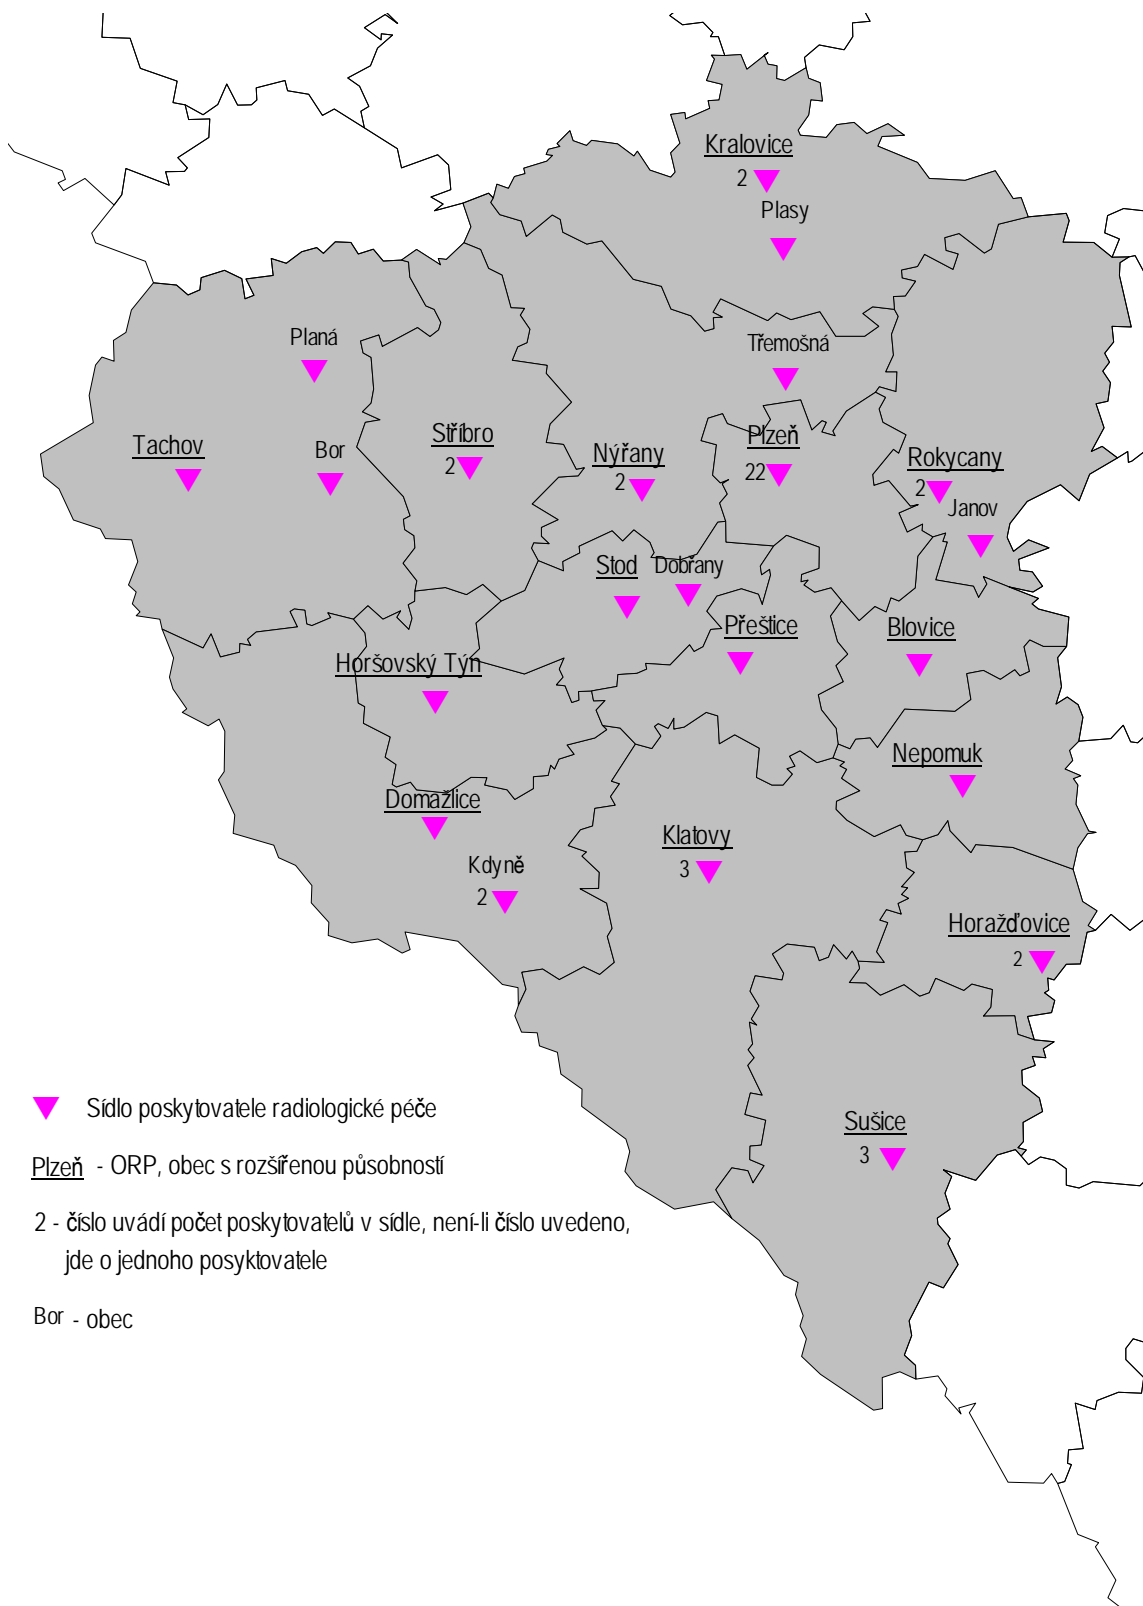 Kralovice
2
Plasy
Planá
Třemošná
Tachov
Bor
Stříbro
2
Nýřany
2
Plzeň
22
Rokycany
2
Janov
Stod
Dobřany
Přeštice
Blovice
Horšovský Týn
Nepomuk
Domažlice
Klatovy
3
Kdyně
2
Horažďovice
2
Sušice
3
Sídlo poskytovatele radiologické péče
Plzeň - ORP, obec s rozšířenou působností
2 - číslo uvádí počet poskytovatelů v sídle, není-li číslo uvedeno,
jde o jednoho posyktovatele
Bor - obec